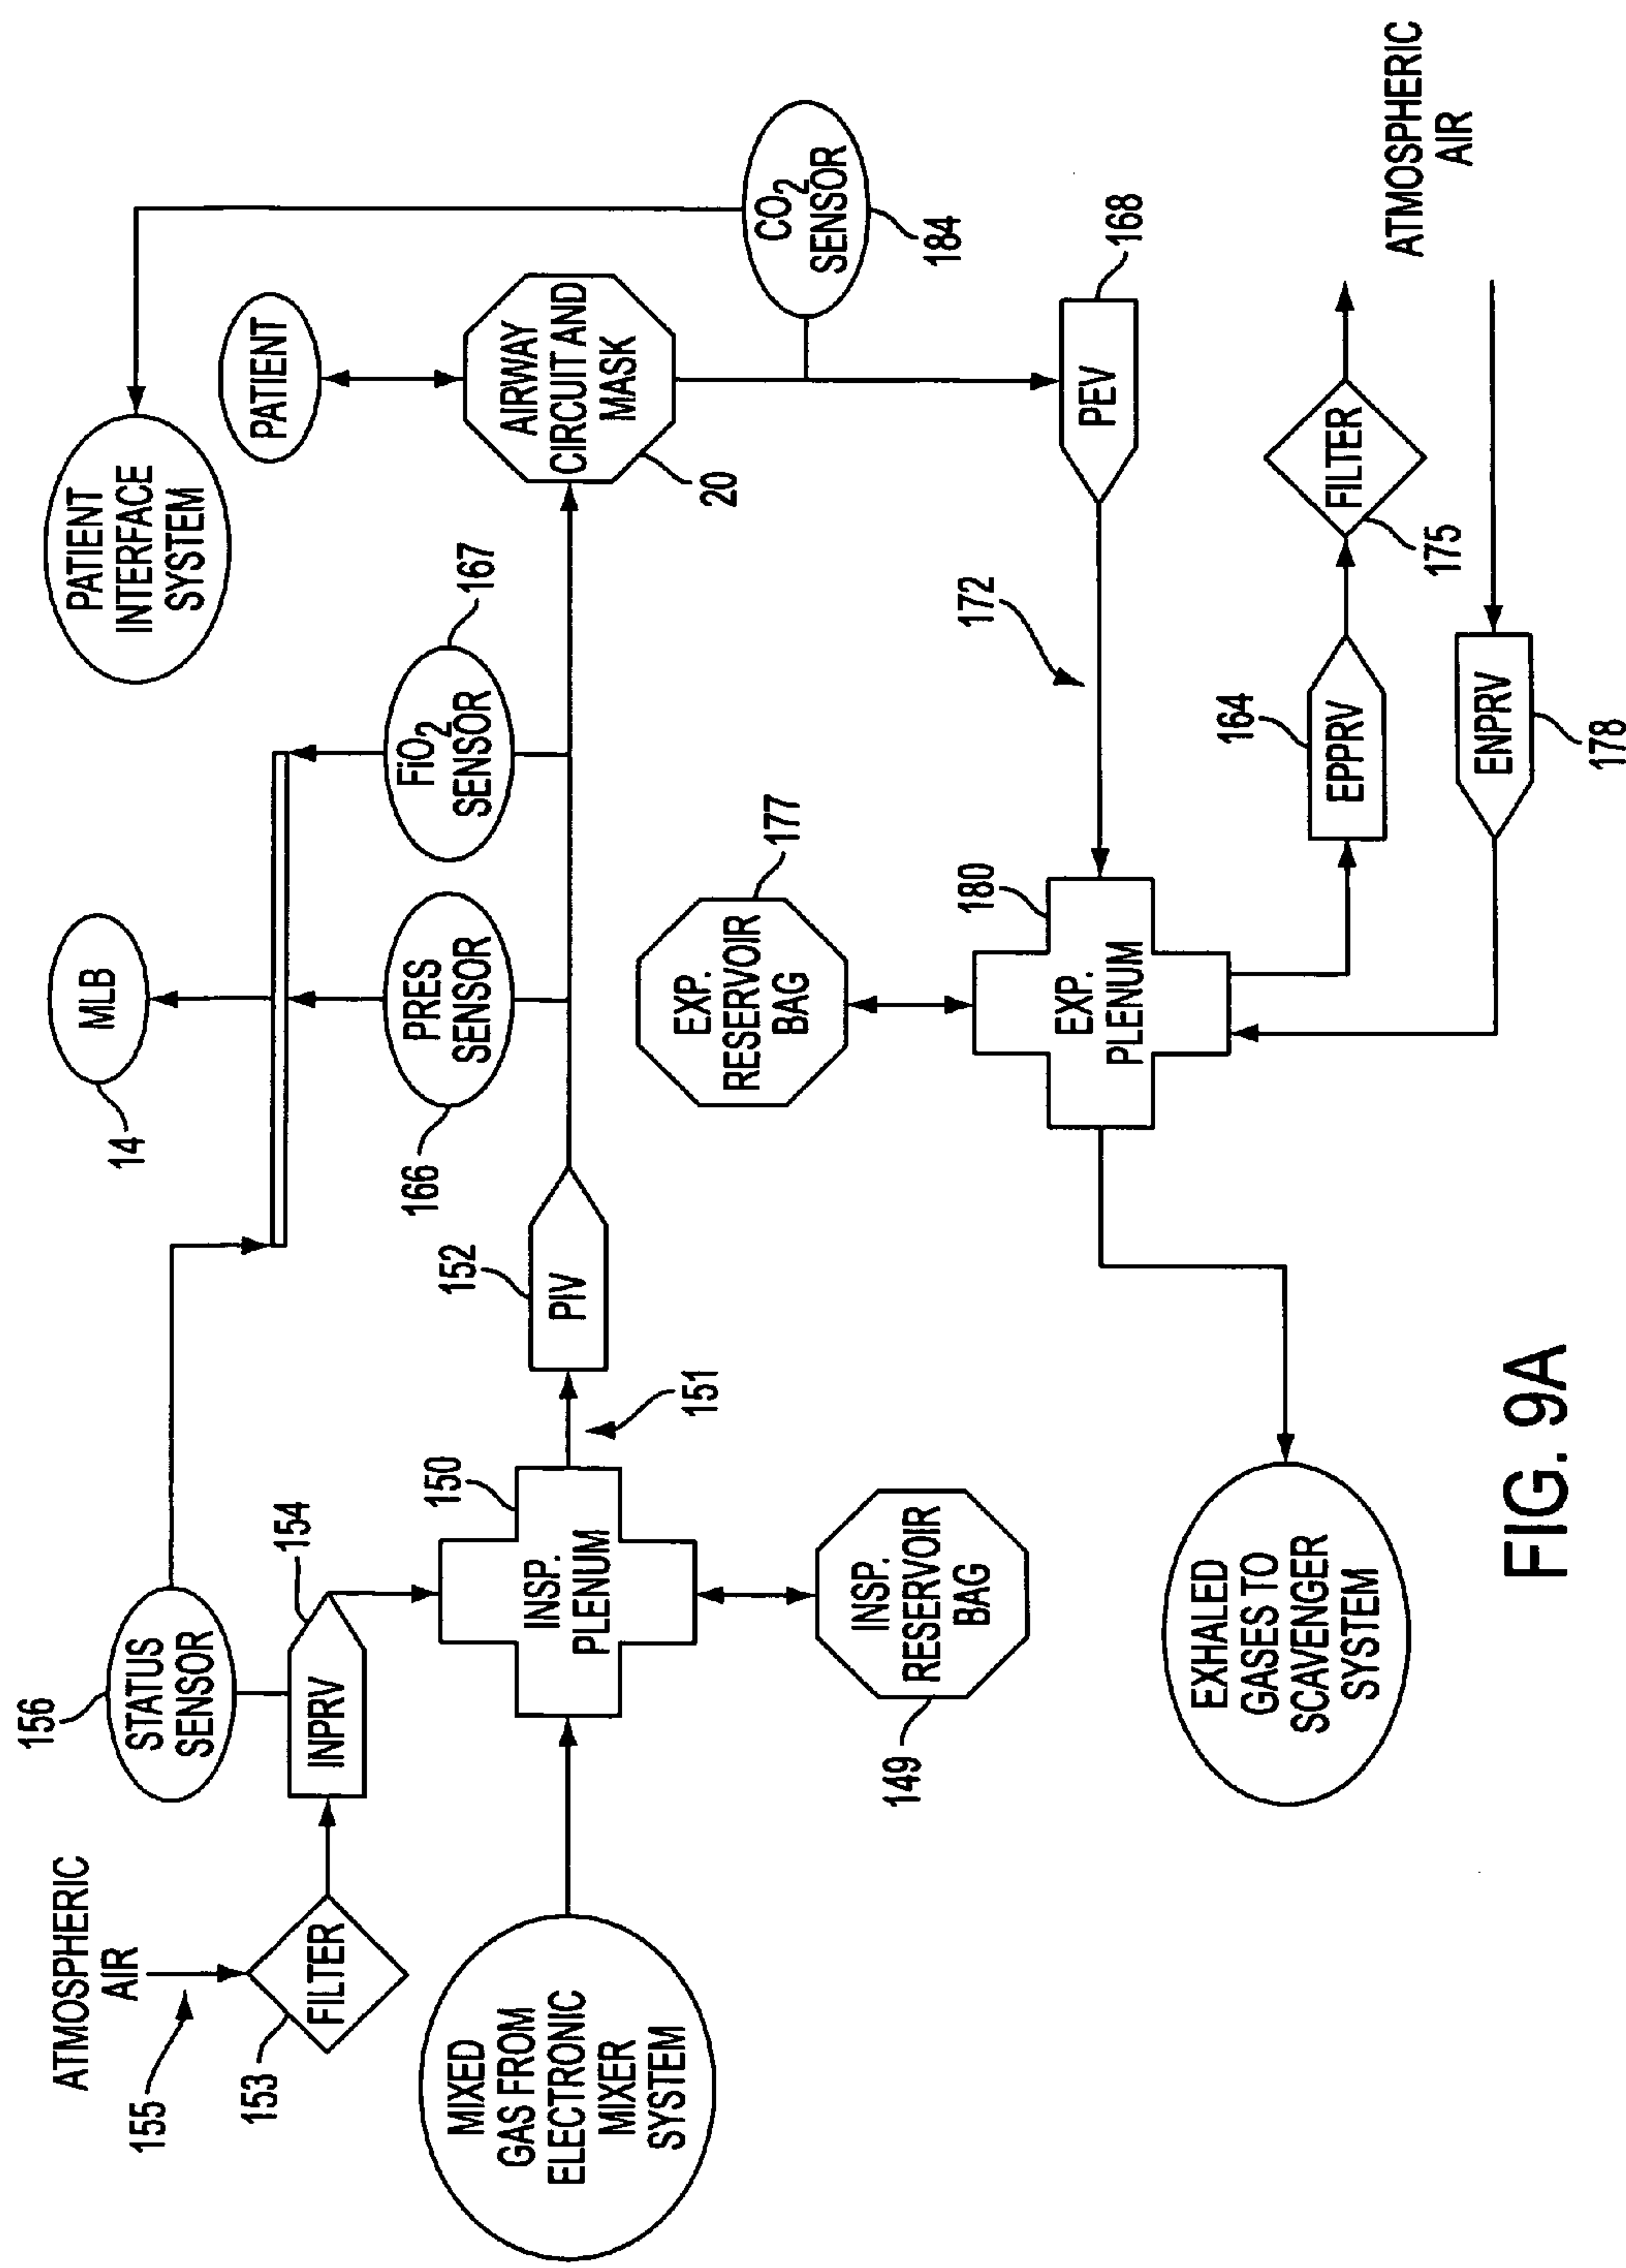 ATMOSPHERIC
AIR
155
153
FILTER
156
STATUS
SENSOR
INPRV
154
14
MLB
PATIENT
INTERFACE
SYSTEM
PATIENT
MIXED
GAS FROM
ELECTRONIC
MIXER
SYSTEM
INSP.
PLENUM
150
151
PIV
152
166
PRES
SENSOR
FiO2
SENSOR
167
AIRWAY
CIRCUIT AND
MASK
20
CO2
SENSOR
184
149
INSP.
RESERVOIR
BAG
EXP.
RESERVOIR
BAG
177
172
PEV
168
EXP.
PLENUM
180
EXHALED
GASES TO
SCAVENGER
SYSTEM
164
EPPRV
FILTER
175
ATMOSPHERIC
AIR
ENPRV
178
FIG. 9A